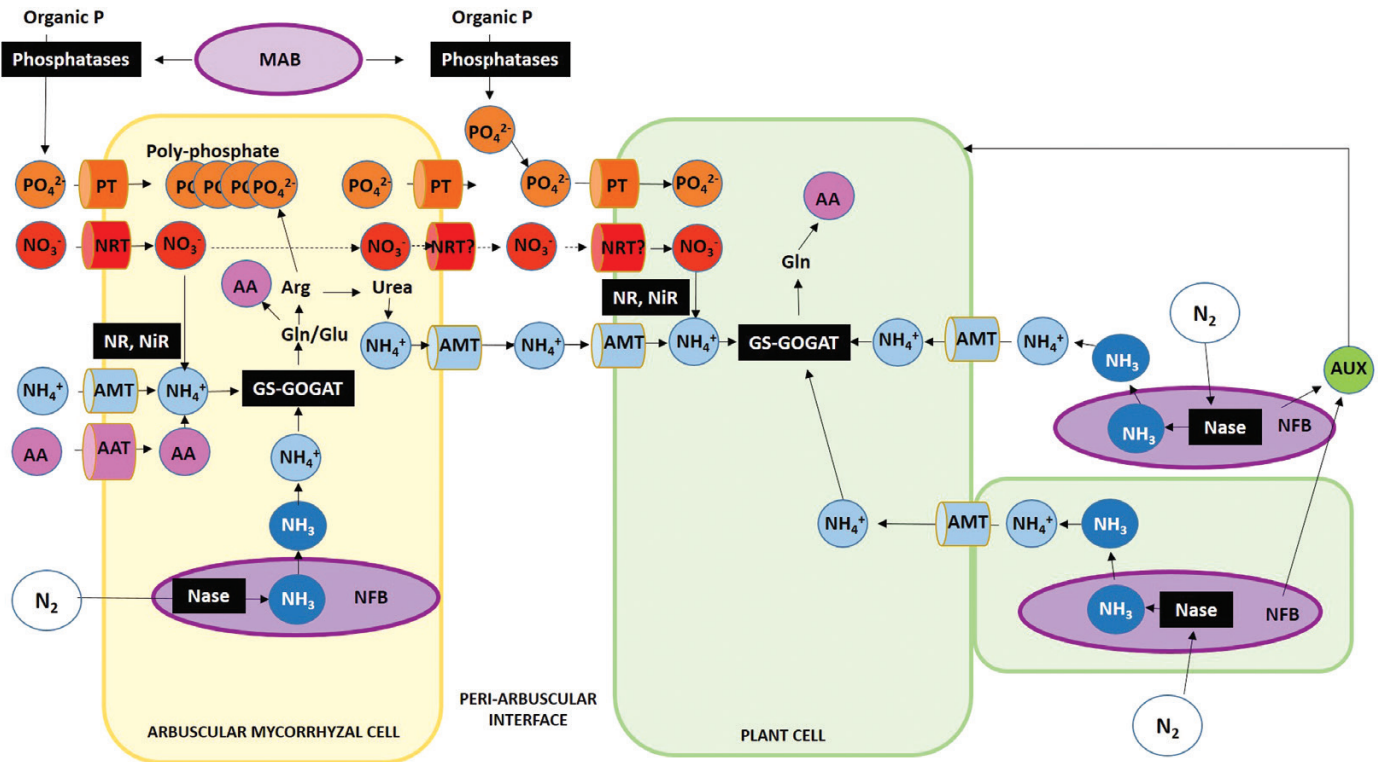 Organic P
Organic P
Phosphatases
MAB
Phosphatases
PO₄²⁻
Poly-phosphate
PO₄²⁻
PT
PO
PO
PO
PO₄²⁻
PO₄²⁻
PT
PO₄²⁻
PT
PO₄²⁻
AA
NO₃⁻
NRT
NO₃⁻
NO₃⁻
NRT?
NO₃⁻
NRT?
NO₃⁻
Gln
AA
Arg
Urea
NR, NiR
N₂
Gln/Glu
NR, NiR
NH₄⁺
AMT
NH₄⁺
AMT
NH₄⁺
GS-GOGAT
NH₄⁺
AMT
NH₄⁺
NH₃
AUX
NH₄⁺
AMT
NH₄⁺
GS-GOGAT
NH₃
Nase
NFB
AA
AAT
AA
NH₄⁺
NH₃
NH₄⁺
AMT
NH₄⁺
NH₃
N₂
Nase
NH₃
NFB
NH₃
Nase
NFB
PERI-ARBUSCULAR
INTERFACE
ARBUSCULAR MYCORRHYZAL CELL
PLANT CELL
N₂